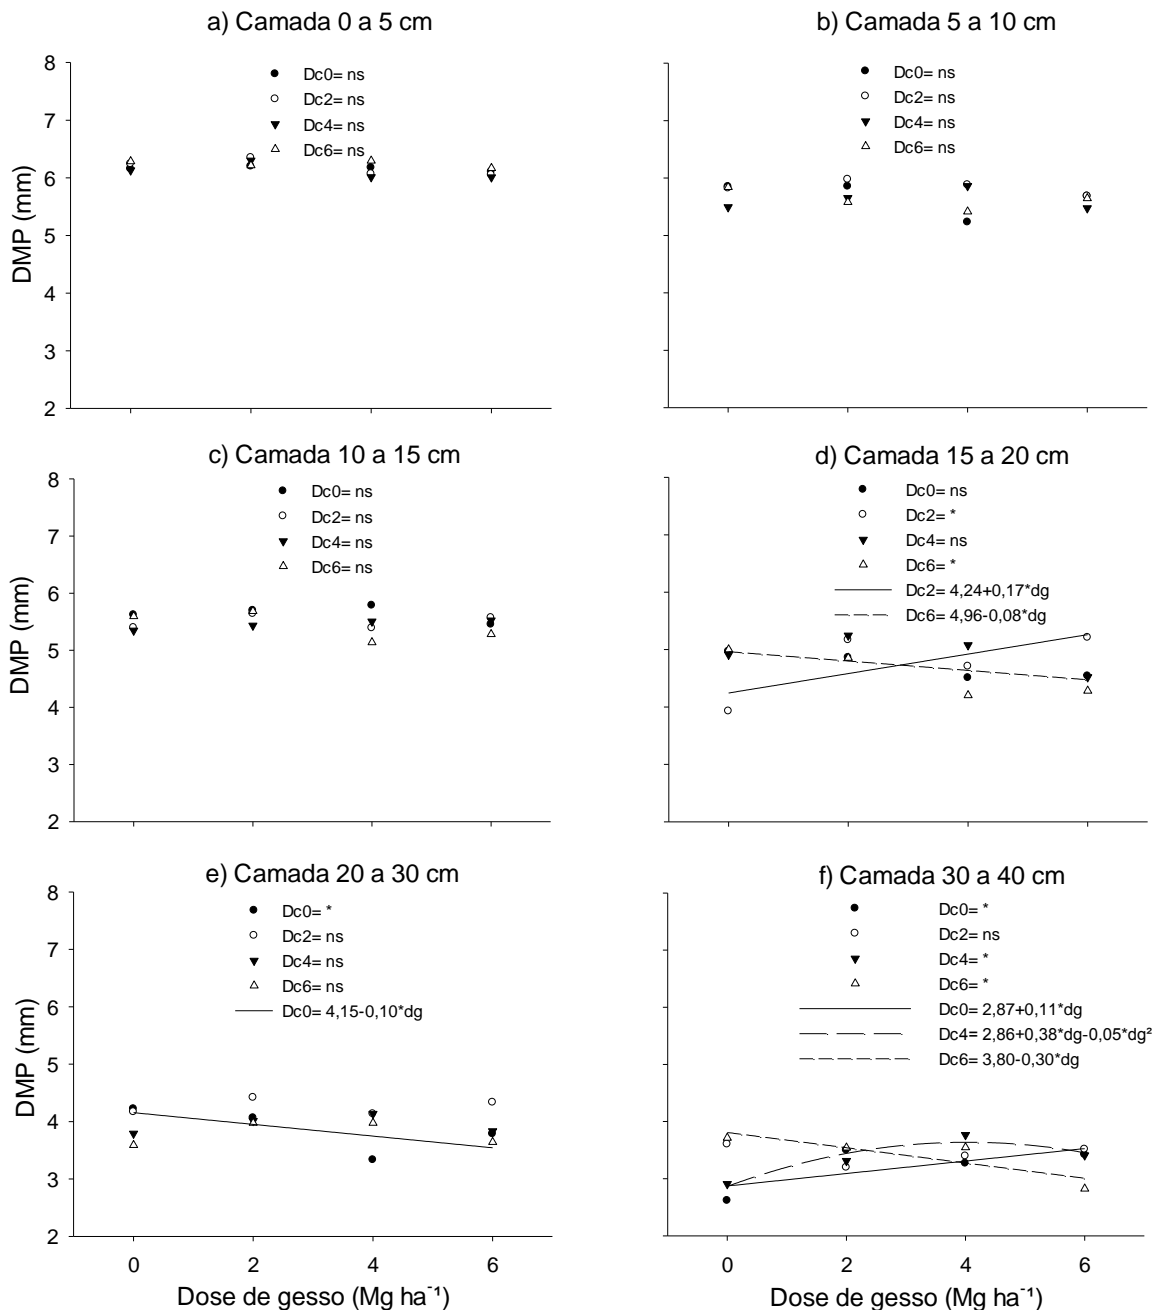 a) Camada 0 a 5 cm
b) Camada 5 a 10 cm
8
7
6
5
4
3
2
DMP (mm)
Dc0= ns
Dc2= ns
Dc4= ns
Dc6= ns
Dc0= ns
Dc2= ns
Dc4= ns
Dc6= ns
c) Camada 10 a 15 cm
d) Camada 15 a 20 cm
8
7
6
5
4
3
2
DMP (mm)
Dc0= ns
Dc2= ns
Dc4= ns
Dc6= ns
Dc0= ns
Dc2= *
Dc4= ns
Dc6= *
Dc2= 4,24+0,17*dg
Dc6= 4,96-0,08*dg
e) Camada 20 a 30 cm
f) Camada 30 a 40 cm
8
7
6
5
4
3
2
DMP (mm)
Dc0= *
Dc2= ns
Dc4= ns
Dc6= ns
Dc0= 4,15-0,10*dg
Dc0= *
Dc2= ns
Dc4= *
Dc6= *
Dc0= 2,87+0,11*dg
Dc4= 2,86+0,38*dg-0,05*dg²
Dc6= 3,80-0,30*dg
0 2 4 6
0 2 4 6
Dose de gesso (Mg ha⁻¹)
Dose de gesso (Mg ha⁻¹)